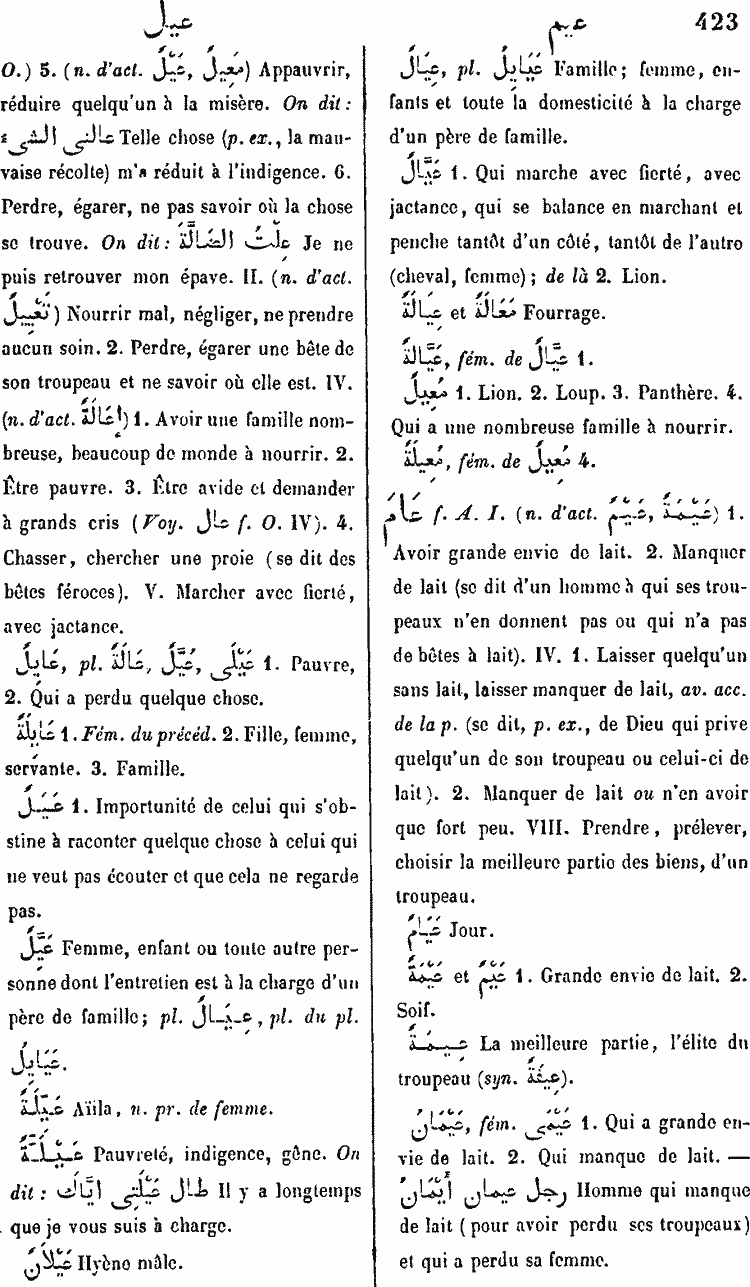 عيل
عيم
423
O.) 5. (n. d'act. عَيْلٌ, مَعِيلٌ) Appauvrir,
réduire quelqu'un à la misère. On dit :
عالنى الشىء Telle chose (p. ex., la mau-
vaise récolte) m'a réduit à l'indigence. 6.
Perdre, égarer, ne pas savoir où la chose
se trouve. On dit : عِلْتُ الضَّالَّةَ Je ne
puis retrouver mon épave. II. (n. d'act.
تَعْيِيلٌ) Nourrir mal, négliger, ne prendre
aucun soin. 2. Perdre, égarer une bête de
son troupeau et ne savoir où elle est. IV.
(n. d'act. إِعَالَةٌ) 1. Avoir une famille nom-
breuse, beaucoup de monde à nourrir. 2.
Être pauvre. 3. Être avide et demander
à grands cris (Voy. عال f. O. IV). 4.
Chasser, chercher une proie (se dit des
bêtes féroces). V. Marcher avec fierté,
avec jactance.
عَايِلٌ, pl. عَالَةٌ, عُيَّلٌ, عَيْلَى 1. Pauvre,
2. Qui a perdu quelque chose.
عَايِلَةٌ 1. Fém. du précéd. 2. Fille, femme,
servante. 3. Famille.
عَيَلٌ 1. Importunité de celui qui s'ob-
stine à raconter quelque chose à celui qui
ne veut pas écouter et que cela ne regarde
pas.
عَيِّلٌ Femme, enfant ou toute autre per-
sonne dont l'entretien est à la charge d'un
père de famille; pl. عِيَالٌ, pl. du pl.
عَيَايِلُ.
عَيِّلَةٌ Aïila, n. pr. de femme.
عَيْلَةٌ Pauvreté, indigence, gêne. On
dit : طال عَيْلَتِى اِيَّاكَ Il y a longtemps
que je vous suis à charge.
عَيْلَانٌ Hyène mâle.
عِيَالٌ, pl. عَيَايِلُ Famille; femme, en-
fants et toute la domesticité à la charge
d'un père de famille.
عَيَّالٌ 1. Qui marche avec fierté, avec
jactance, qui se balance en marchant et
penche tantôt d'un côté, tantôt de l'autre
(cheval, femme); de là 2. Lion.
عِيَالَةٌ et مُعَالَةٌ Fourrage.
عَيَّالَةٌ, fém. de عَيَّالٌ 1.
مُعِيلٌ 1. Lion. 2. Loup. 3. Panthère. 4.
Qui a une nombreuse famille à nourrir.
مُعِيلَةٌ, fém. de مُعِيلٌ 4.
عَامَ f. A. I. (n. d'act. عَيْمٌ, عَيْمَةٌ) 1.
Avoir grande envie de lait. 2. Manquer
de lait (se dit d'un homme à qui ses trou-
peaux n'en donnent pas ou qui n'a pas
de bêtes à lait). IV. 1. Laisser quelqu'un
sans lait, laisser manquer de lait, av. acc.
de la p. (se dit, p. ex., de Dieu qui prive
quelqu'un de son troupeau ou celui-ci de
lait). 2. Manquer de lait ou n'en avoir
que fort peu. VIII. Prendre, prélever,
choisir la meilleure partie des biens, d'un
troupeau.
عَيَامٌ Jour.
عَيْمَةٌ et عَيْمٌ 1. Grande envie de lait. 2.
Soif.
عِيمَةٌ La meilleure partie, l'élite du
troupeau (syn. عِيثَةٌ).
عَيْمَانُ, fém. عَيْمَى 1. Qui a grande en-
vie de lait. 2. Qui manque de lait. —
رجل عيمان أَيْمَانُ Homme qui manque
de lait (pour avoir perdu ses troupeaux)
et qui a perdu sa femme.